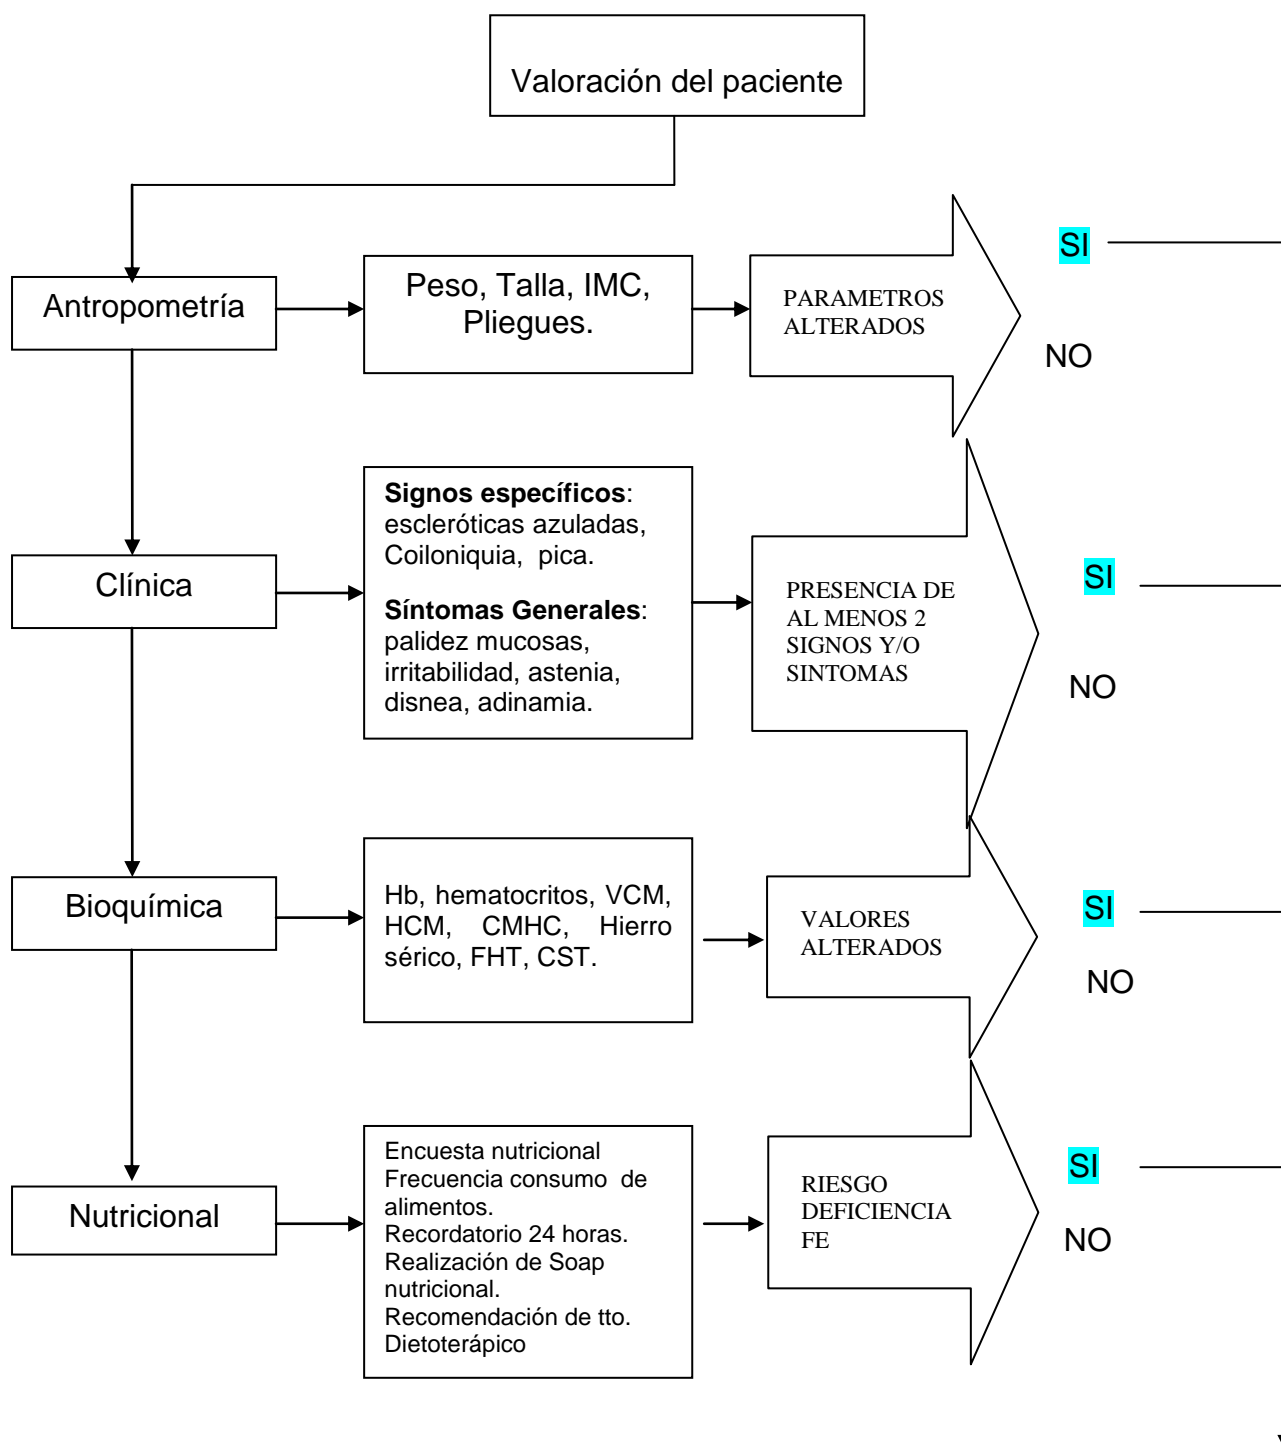 Valoración del paciente
Antropometría
Peso, Talla, IMC,
Pliegues.
PARAMETROS
ALTERADOS
SI
NO
Clínica
Signos específicos:
escleróticas azuladas,
Coiloniquia, pica.
Síntomas Generales:
palidez mucosas,
irritabilidad, astenia,
disnea, adinamia.
PRESENCIA DE
AL MENOS 2
SIGNOS Y/O
SINTOMAS
SI
NO
Bioquímica
Hb, hematocritos, VCM,
HCM, CMHC, Hierro
sérico, FHT, CST.
VALORES
ALTERADOS
SI
NO
Nutricional
Encuesta nutricional
Frecuencia consumo de
alimentos.
Recordatorio 24 horas.
Realización de Soap
nutricional.
Recomendación de tto.
Dietoterápico
RIESGO
DEFICIENCIA
FE
SI
NO